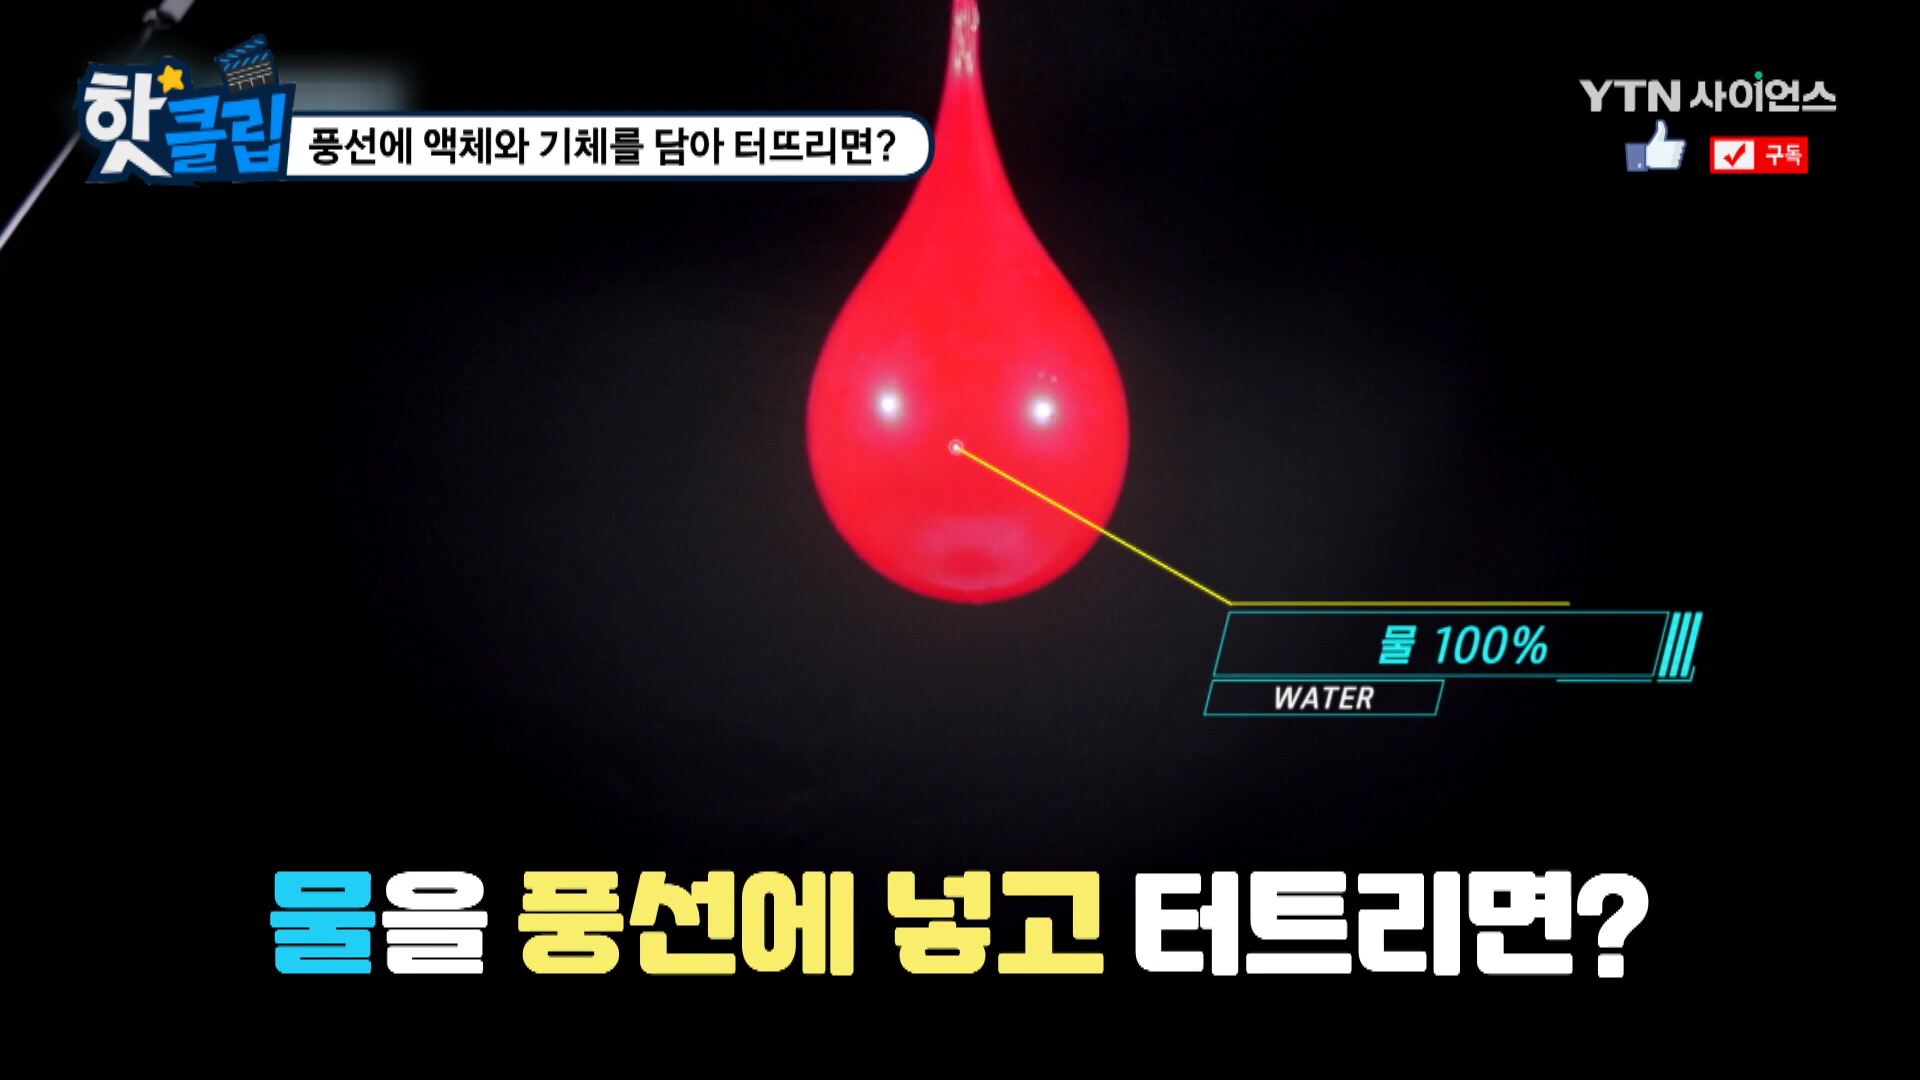 핫클립
풍선에 액체와 기체를 담아 터뜨리면?
YTN 사이언스
구독
물 100%
WATER
물을 풍선에 넣고 터트리면?